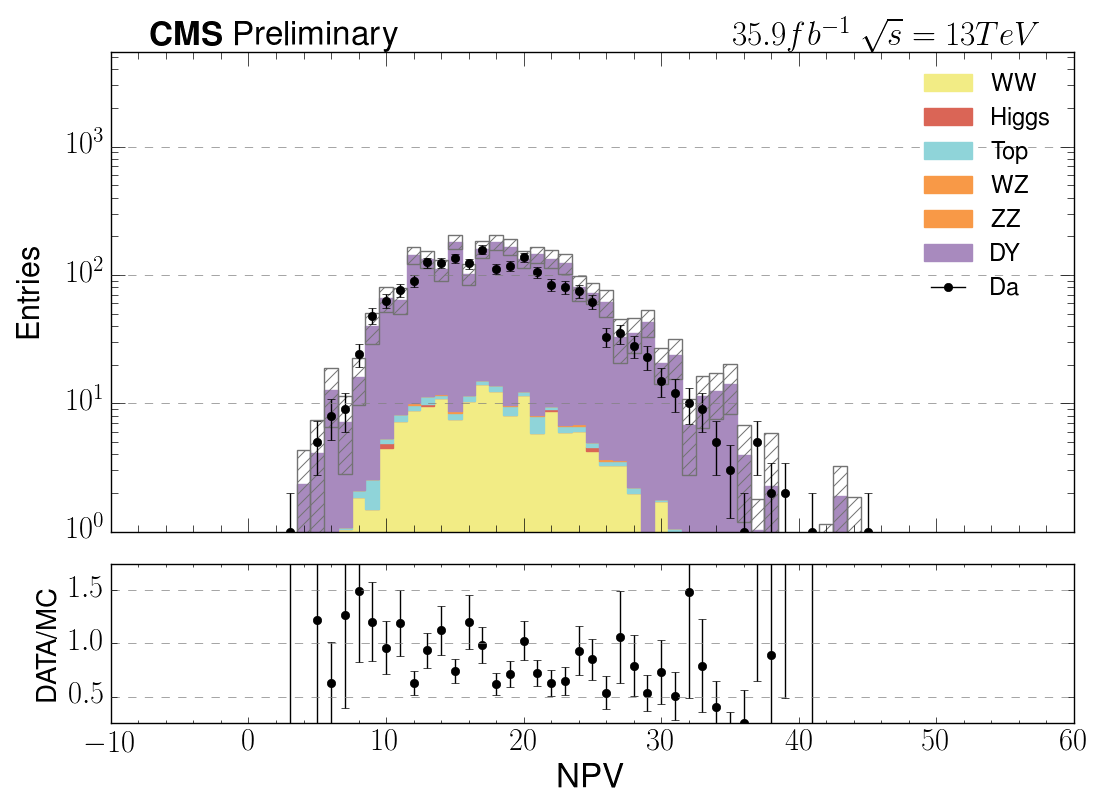 CMS Preliminary
35.9fb⁻¹ √s = 13TeV
Entries
10³
10²
10¹
10⁰
WW
Higgs
Top
WZ
ZZ
DY
Da
DATA/MC
1.5
1.0
0.5
−10 0 10 20 30 40 50 60
NPV